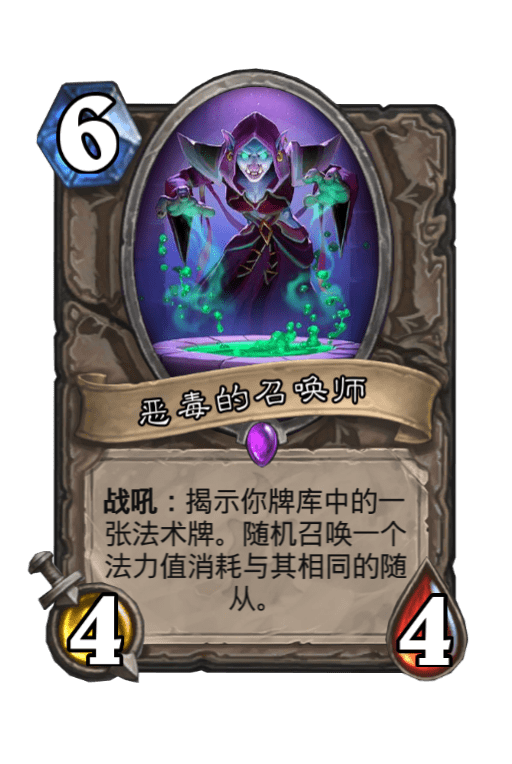 6
恶毒的召唤师
战吼：揭示你牌库中的一
张法术牌。随机召唤一个
法力值消耗与其相同的随
从。
4
4